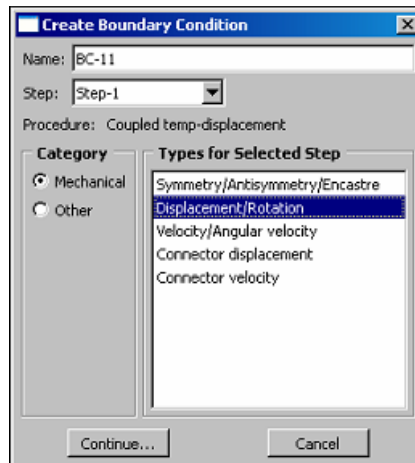 Create Boundary Condition
Name: BC-11
Step: Step-1
Procedure: Coupled temp-displacement
Category
Mechanical
Other
Types for Selected Step
Symmetry/Antisymmetry/Encastre
Displacement/Rotation
Velocity/Angular velocity
Connector displacement
Connector velocity
Continue... Cancel